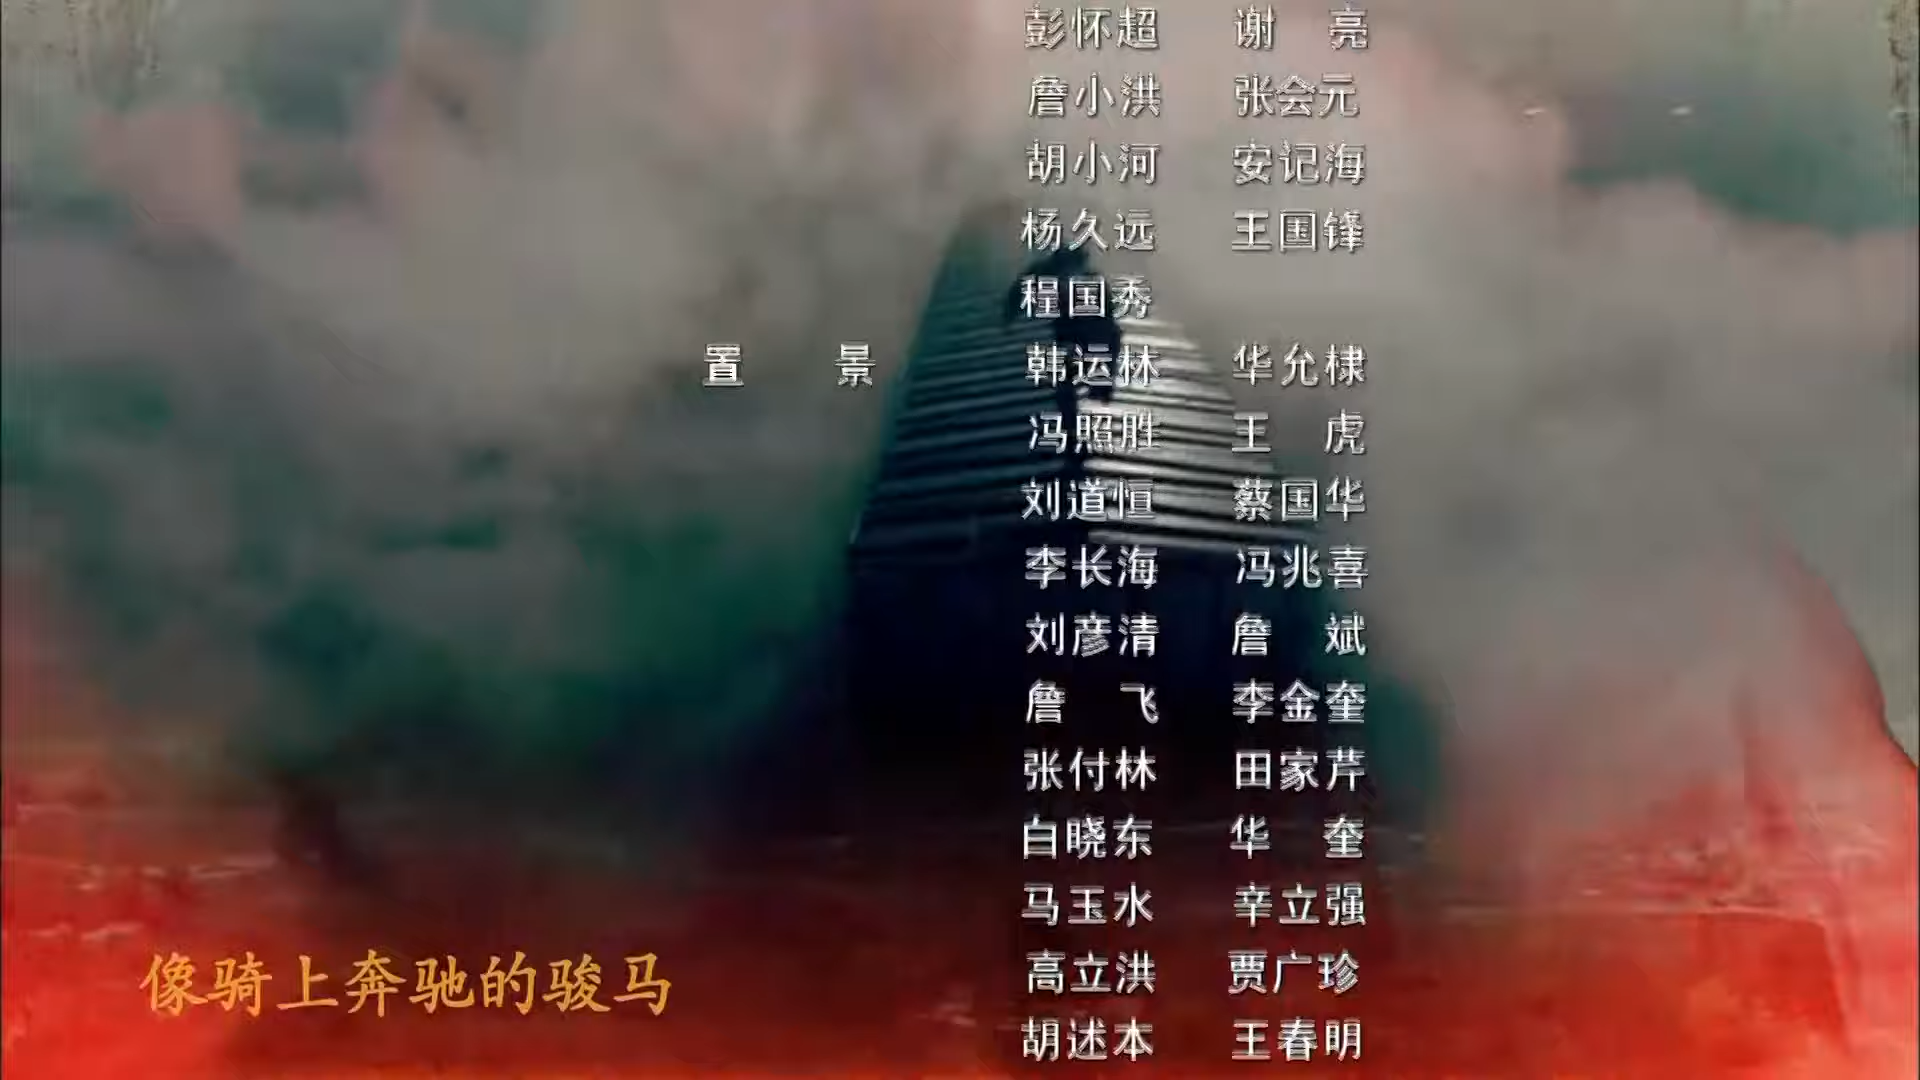 彭怀超 谢亮
詹小洪 张会元
胡小河 安记海
杨久远 王国锋
程国秀
置景 韩运林 华允棣
冯照胜 王虎
刘道恒 蔡国华
李长海 冯兆喜
刘彦清 詹斌
詹飞 李金奎
张付林 田家芹
白晓东 华奎
马玉水 辛立强
高立洪 贾广珍
胡述本 王春明
像骑上奔驰的骏马